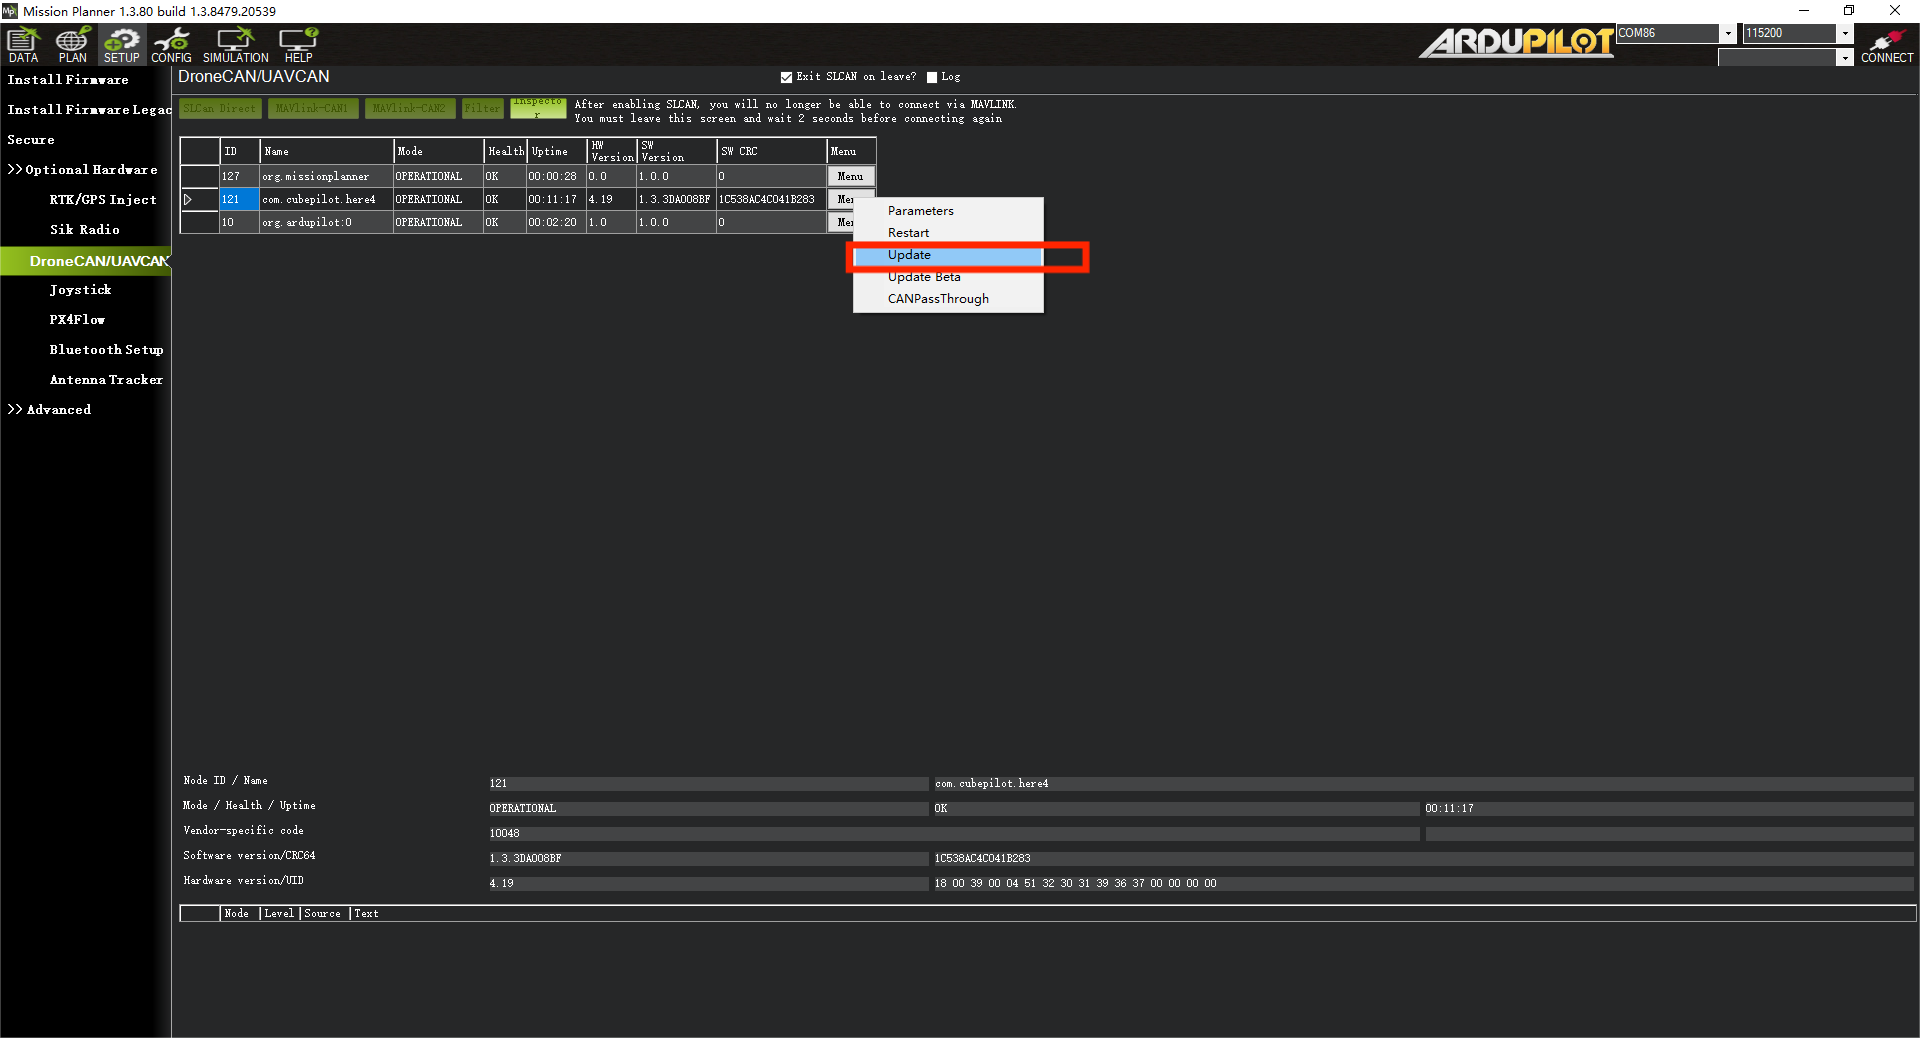 Mission Planner 1.3.80 build 1.3.8479.20539
DATA PLAN SETUP CONFIG SIMULATION HELP
ARDUPILOT
COM86 115200
CONNECT
Install Firmware
Install Firmware Legac
Secure
>> Optional Hardware
RTK/GPS Inject
Sik Radio
DroneCAN/UAVCAN
Joystick
PX4Flow
Bluetooth Setup
Antenna Tracker
>> Advanced
DroneCAN/UAVCAN
Exit SLCAN on leave? Log
SLCan Direct MAVlink-CAN1 MAVlink-CAN2 Filter Inspector
After enabling SLCAN, you will no longer be able to connect via MAVLINK.
You must leave this screen and wait 2 seconds before connecting again
ID Name Mode Health Uptime HW Version SW Version SW CRC Menu
127 org.missionplanner OPERATIONAL OK 00:00:28 0.0 1.0.0 0 Menu
121 com.cubepilot.here4 OPERATIONAL OK 00:11:17 4.19 1.3.3DA008BF 1C538AC4C041B283 Me
10 org.ardupilot:0 OPERATIONAL OK 00:02:20 1.0 1.0.0 0 Me
Parameters
Restart
Update
Update Beta
CANPassThrough
Node ID / Name 121 com.cubepilot.here4
Mode / Health / Uptime OPERATIONAL OK 00:11:17
Vendor-specific code 10048
Software version/CRC64 1.3.3DA008BF 1C538AC4C041B283
Hardware version/UID 4.19 18 00 39 00 04 51 32 30 31 39 36 37 00 00 00 00
Node Level Source Text